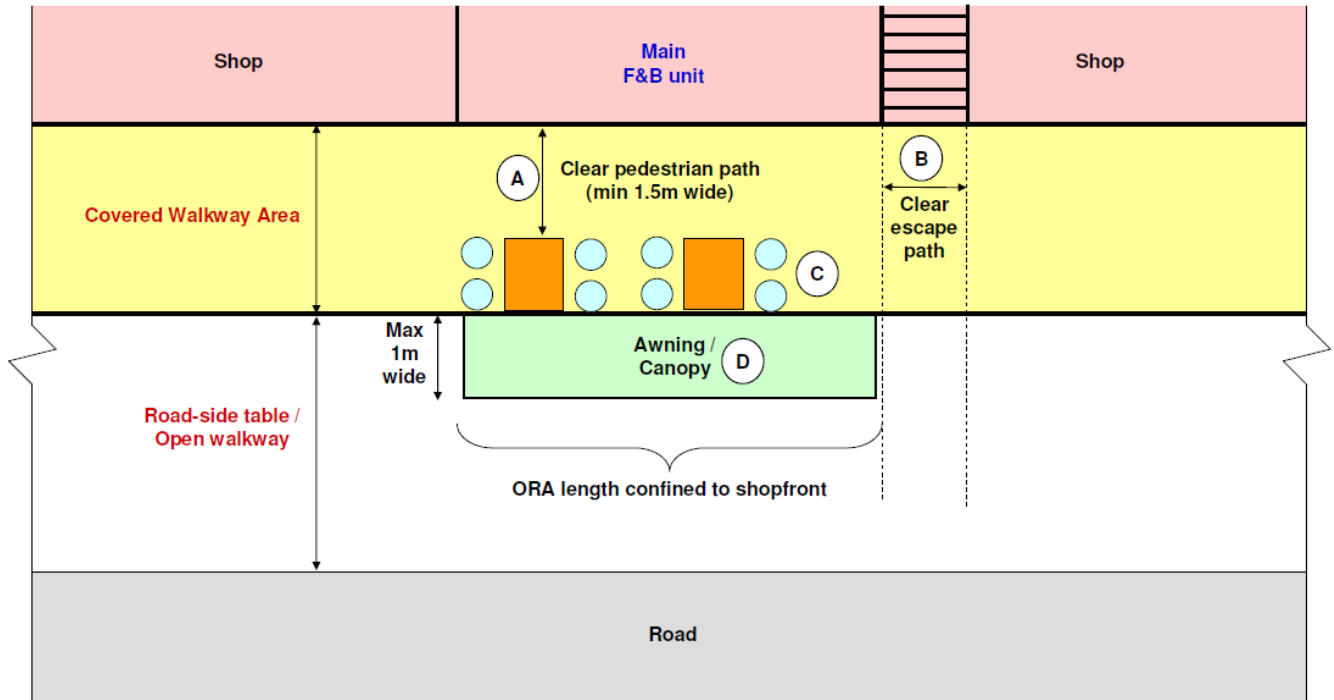 Shop
Main
F&B unit
Shop
A
Clear pedestrian path
(min 1.5m wide)
B
Clear
escape
path
Covered Walkway Area
C
Max
1m
wide
Awning /
Canopy
D
Road-side table /
Open walkway
ORA length confined to shopfront
Road